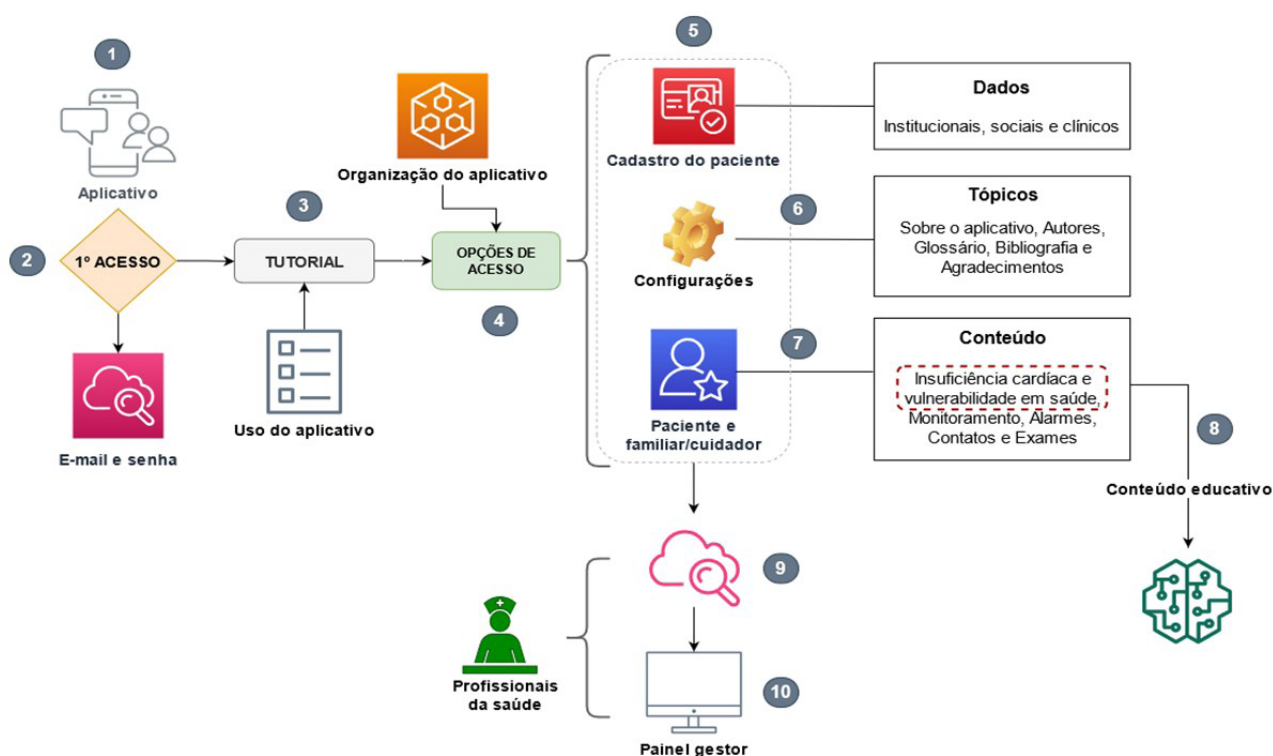 1
Aplicativo
2
1º ACESSO
E-mail e senha
3
TUTORIAL
Uso do aplicativo
Organização do aplicativo
OPÇÕES DE
ACESSO
4
5
Cadastro do paciente
Dados
Institucionais, sociais e clínicos
Configurações
6
Tópicos
Sobre o aplicativo, Autores,
Glossário, Bibliografia e
Agradecimentos
Paciente e
familiar/cuidador
7
Conteúdo
Insuficiência cardíaca e
vulnerabilidade em saúde,
Monitoramento, Alarmes,
Contatos e Exames
8
Conteúdo educativo
9
Profissionais
da saúde
10
Painel gestor